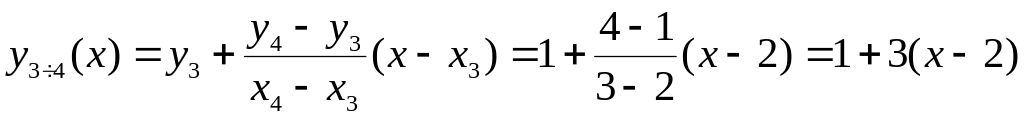 y₃÷₄(x) = y₃ + (y₄ - y₃)/(x₄ - x₃) (x - x₃) = 1 + (4 - 1)/(3 - 2) (x - 2) = 1 + 3(x - 2)